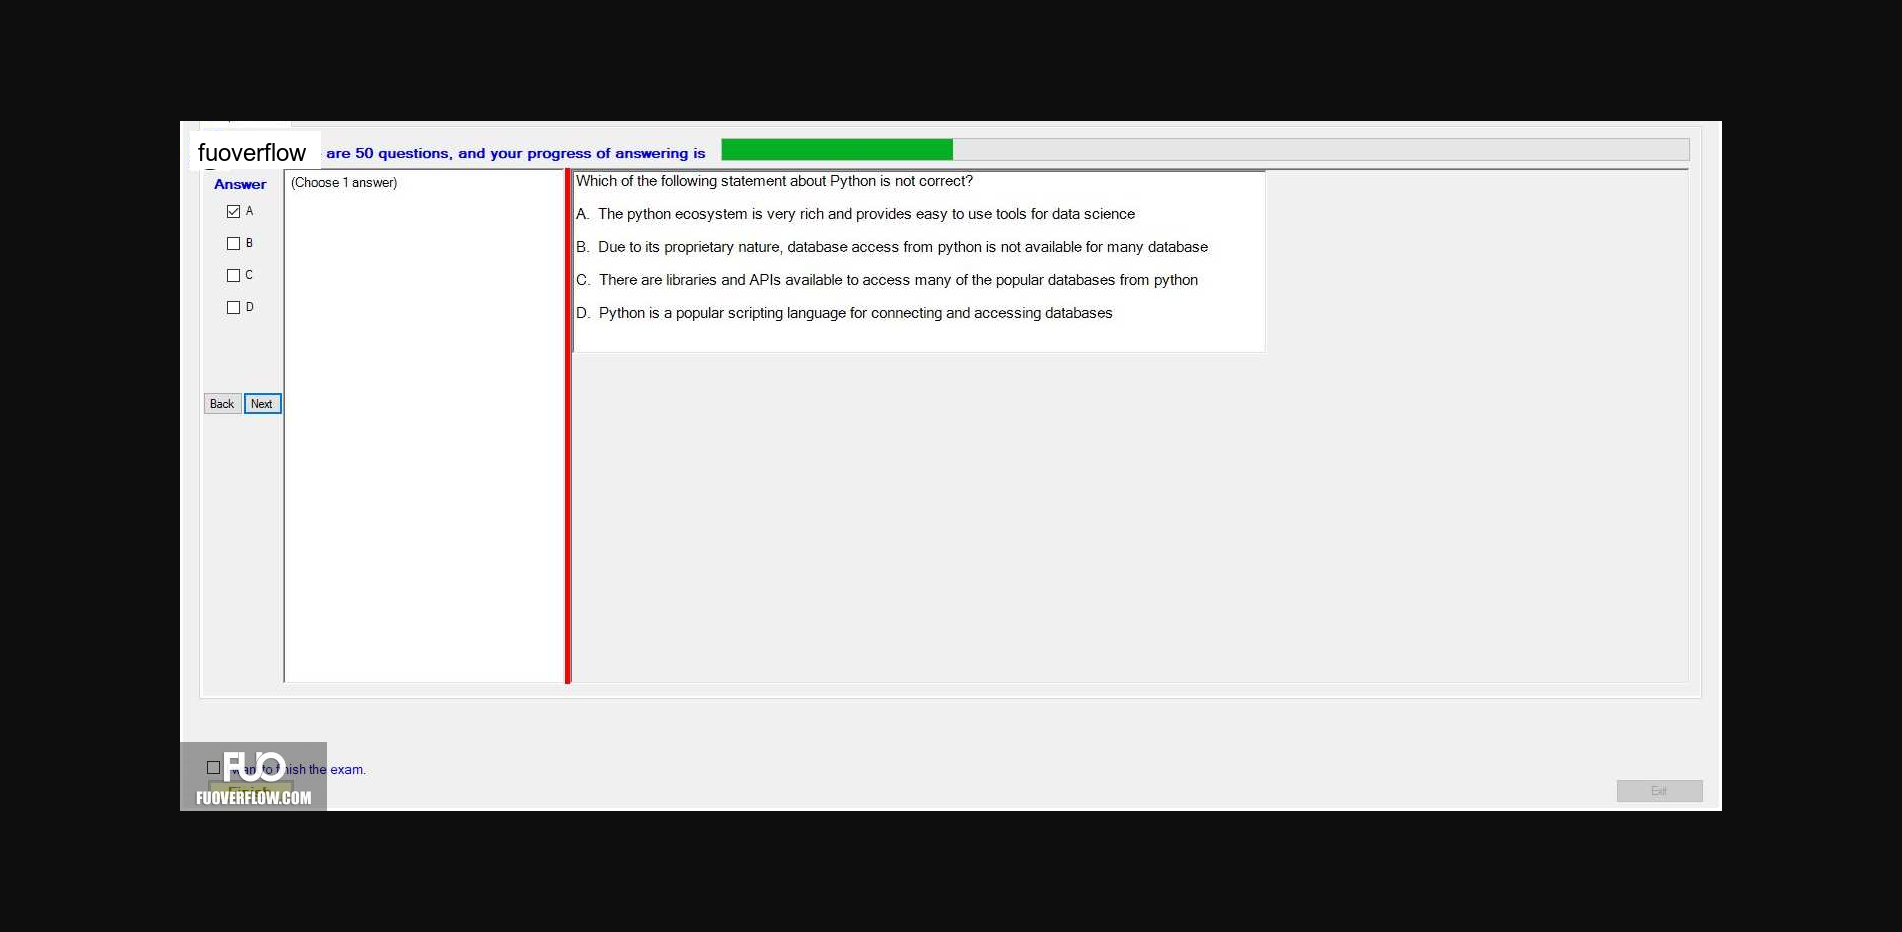 fuoverflow are 50 questions, and your progress of answering is
Answer
(Choose 1 answer)
A
B
C
D
Back Next
Which of the following statement about Python is not correct?
A. The python ecosystem is very rich and provides easy to use tools for data science
B. Due to its proprietary nature, database access from python is not available for many database
C. There are libraries and APIs available to access many of the popular databases from python
D. Python is a popular scripting language for connecting and accessing databases
FUO
want to finish the exam.
Finish
FUOVERFLOW.COM
Exit